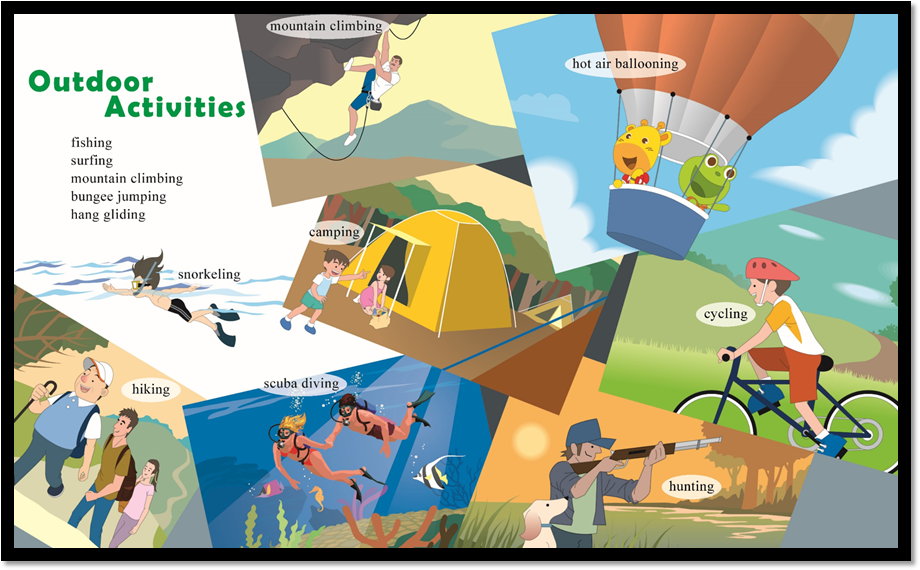 Outdoor
Activities
fishing
surfing
mountain climbing
bungee jumping
hang gliding
mountain climbing
hot air ballooning
camping
snorkeling
cycling
hiking
scuba diving
hunting